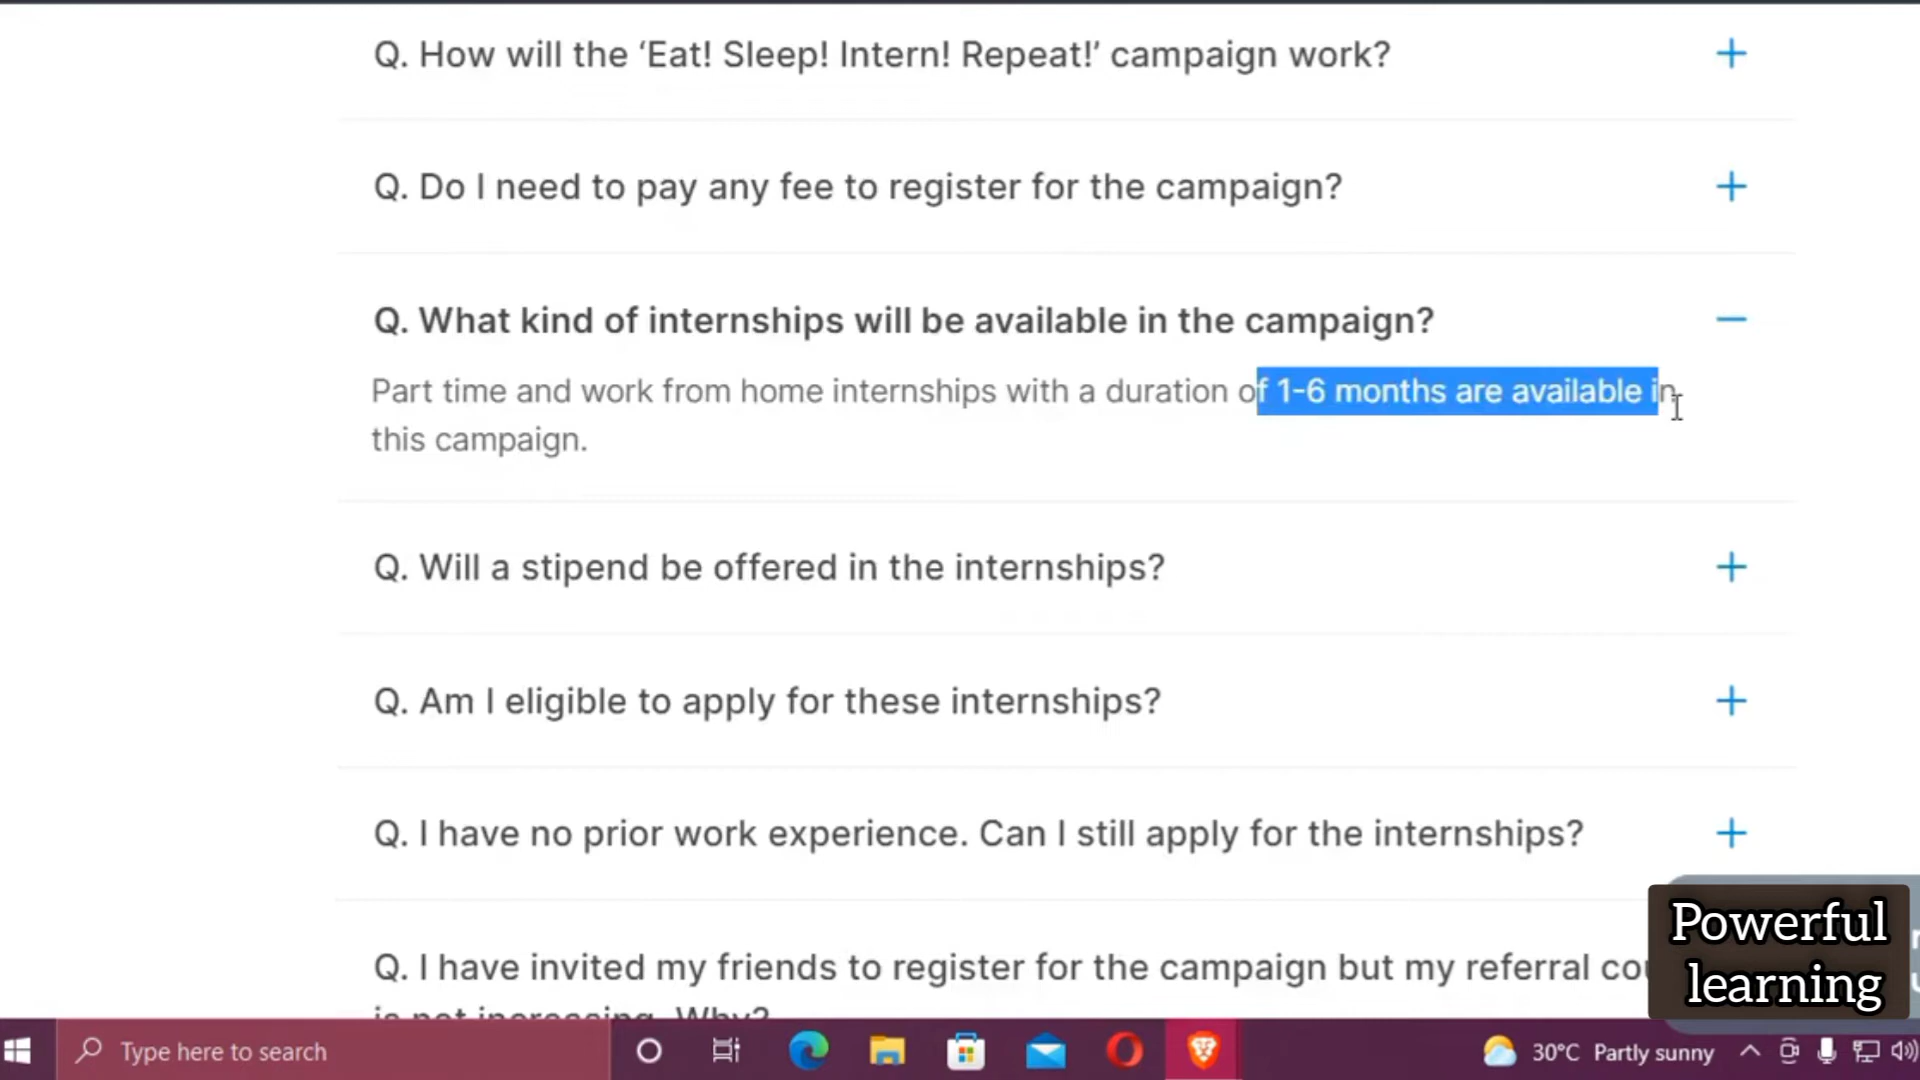 Q. How will the ‘Eat! Sleep! Intern! Repeat!’ campaign work?
Q. Do I need to pay any fee to register for the campaign?
Q. What kind of internships will be available in the campaign?
Part time and work from home internships with a duration of 1-6 months are available in
this campaign.
Q. Will a stipend be offered in the internships?
Q. Am I eligible to apply for these internships?
Q. I have no prior work experience. Can I still apply for the internships?
Q. I have invited my friends to register for the campaign but my referral
is not increasing. Why?
Powerful
learning
Type here to search
30°C Partly sunny